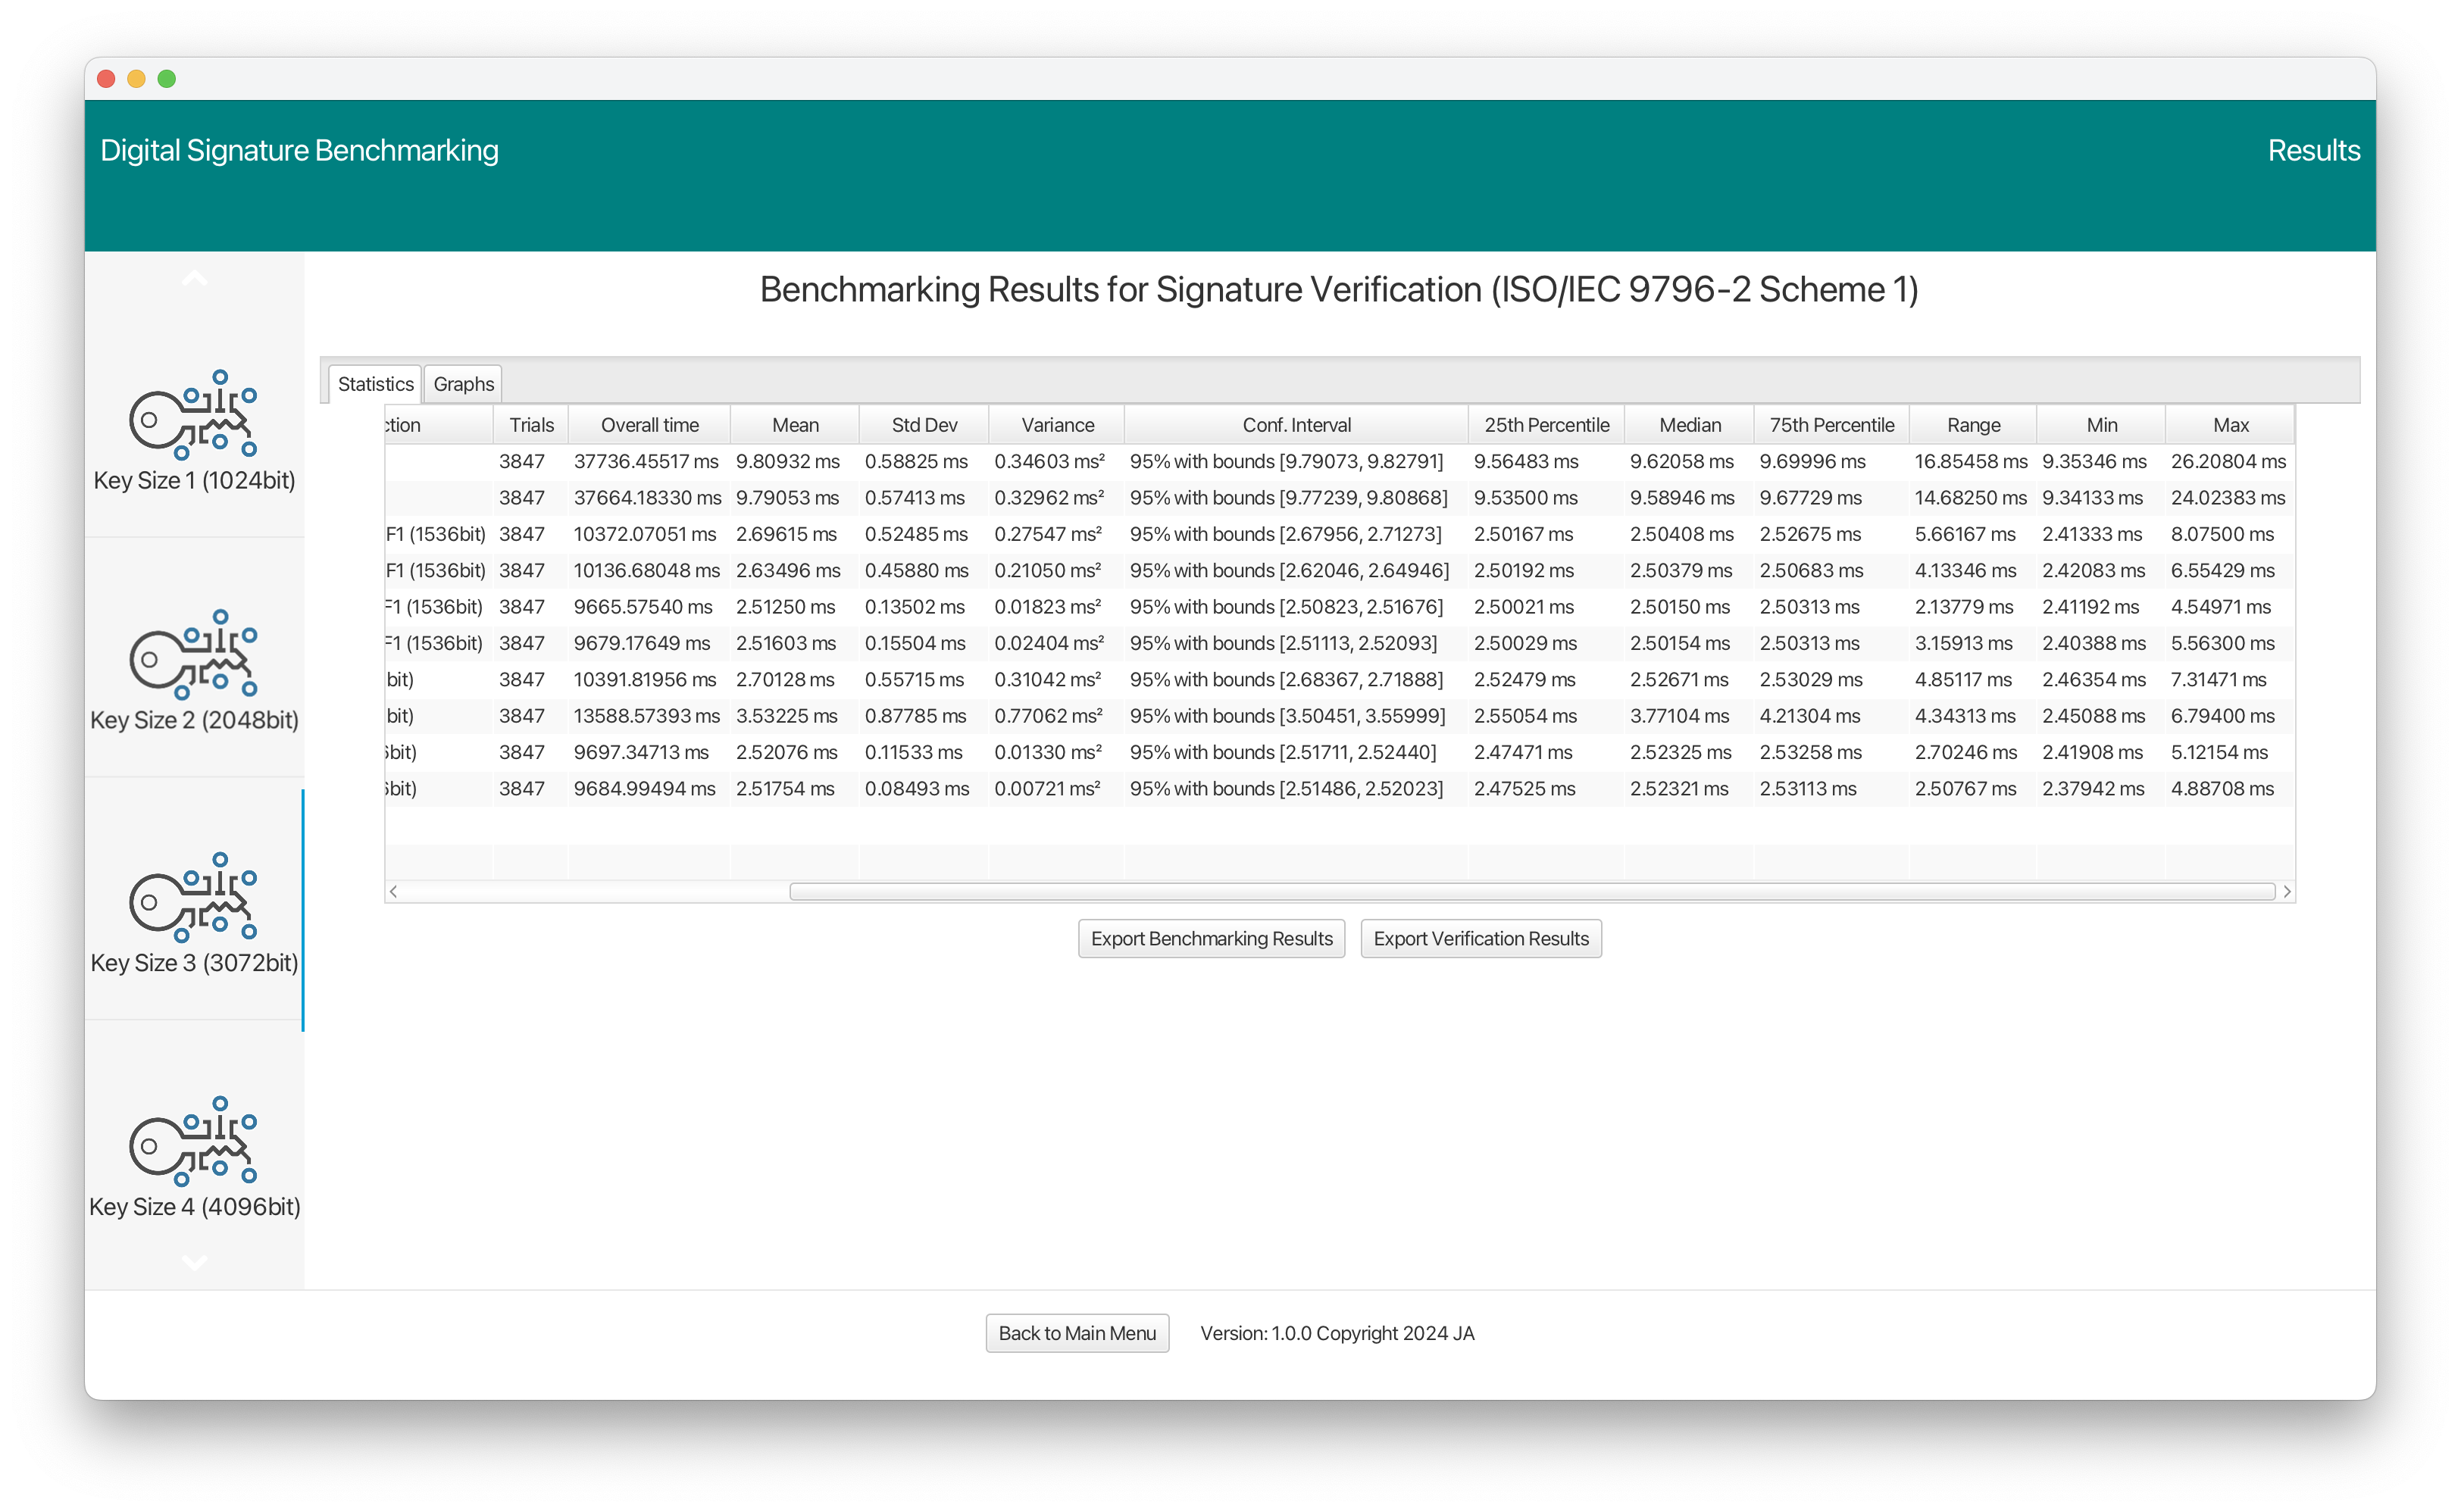 Digital Signature Benchmarking
Results
Benchmarking Results for Signature Verification (ISO/IEC 9796-2 Scheme 1)
Key Size 1 (1024bit)
Key Size 2 (2048bit)
Key Size 3 (3072bit)
Key Size 4 (4096bit)
Statistics Graphs
ction Trials Overall time Mean Std Dev Variance Conf. Interval 25th Percentile Median 75th Percentile Range Min Max
3847 37736.45517 ms 9.80932 ms 0.58825 ms 0.34603 ms² 95% with bounds [9.79073, 9.82791] 9.56483 ms 9.62058 ms 9.69996 ms 16.85458 ms 9.35346 ms 26.20804 ms
3847 37664.18330 ms 9.79053 ms 0.57413 ms 0.32962 ms² 95% with bounds [9.77239, 9.80868] 9.53500 ms 9.58946 ms 9.67729 ms 14.68250 ms 9.34133 ms 24.02383 ms
F1 (1536bit) 3847 10372.07051 ms 2.69615 ms 0.52485 ms 0.27547 ms² 95% with bounds [2.67956, 2.71273] 2.50167 ms 2.50408 ms 2.52675 ms 5.66167 ms 2.41333 ms 8.07500 ms
F1 (1536bit) 3847 10136.68048 ms 2.63496 ms 0.45880 ms 0.21050 ms² 95% with bounds [2.62046, 2.64946] 2.50192 ms 2.50379 ms 2.50683 ms 4.13346 ms 2.42083 ms 6.55429 ms
F1 (1536bit) 3847 9665.57540 ms 2.51250 ms 0.13502 ms 0.01823 ms² 95% with bounds [2.50823, 2.51676] 2.50021 ms 2.50150 ms 2.50313 ms 2.13779 ms 2.41192 ms 4.54971 ms
F1 (1536bit) 3847 9679.17649 ms 2.51603 ms 0.15504 ms 0.02404 ms² 95% with bounds [2.51113, 2.52093] 2.50029 ms 2.50154 ms 2.50313 ms 3.15913 ms 2.40388 ms 5.56300 ms
bit) 3847 10391.81956 ms 2.70128 ms 0.55715 ms 0.31042 ms² 95% with bounds [2.68367, 2.71888] 2.52479 ms 2.52671 ms 2.53029 ms 4.85117 ms 2.46354 ms 7.31471 ms
bit) 3847 13588.57393 ms 3.53225 ms 0.87785 ms 0.77062 ms² 95% with bounds [3.50451, 3.55999] 2.55054 ms 3.77104 ms 4.21304 ms 4.34313 ms 2.45088 ms 6.79400 ms
6bit) 3847 9697.34713 ms 2.52076 ms 0.11533 ms 0.01330 ms² 95% with bounds [2.51711, 2.52440] 2.47471 ms 2.52325 ms 2.53258 ms 2.70246 ms 2.41908 ms 5.12154 ms
6bit) 3847 9684.99494 ms 2.51754 ms 0.08493 ms 0.00721 ms² 95% with bounds [2.51486, 2.52023] 2.47525 ms 2.52321 ms 2.53113 ms 2.50767 ms 2.37942 ms 4.88708 ms
Export Benchmarking Results Export Verification Results
Back to Main Menu Version: 1.0.0 Copyright 2024 JA